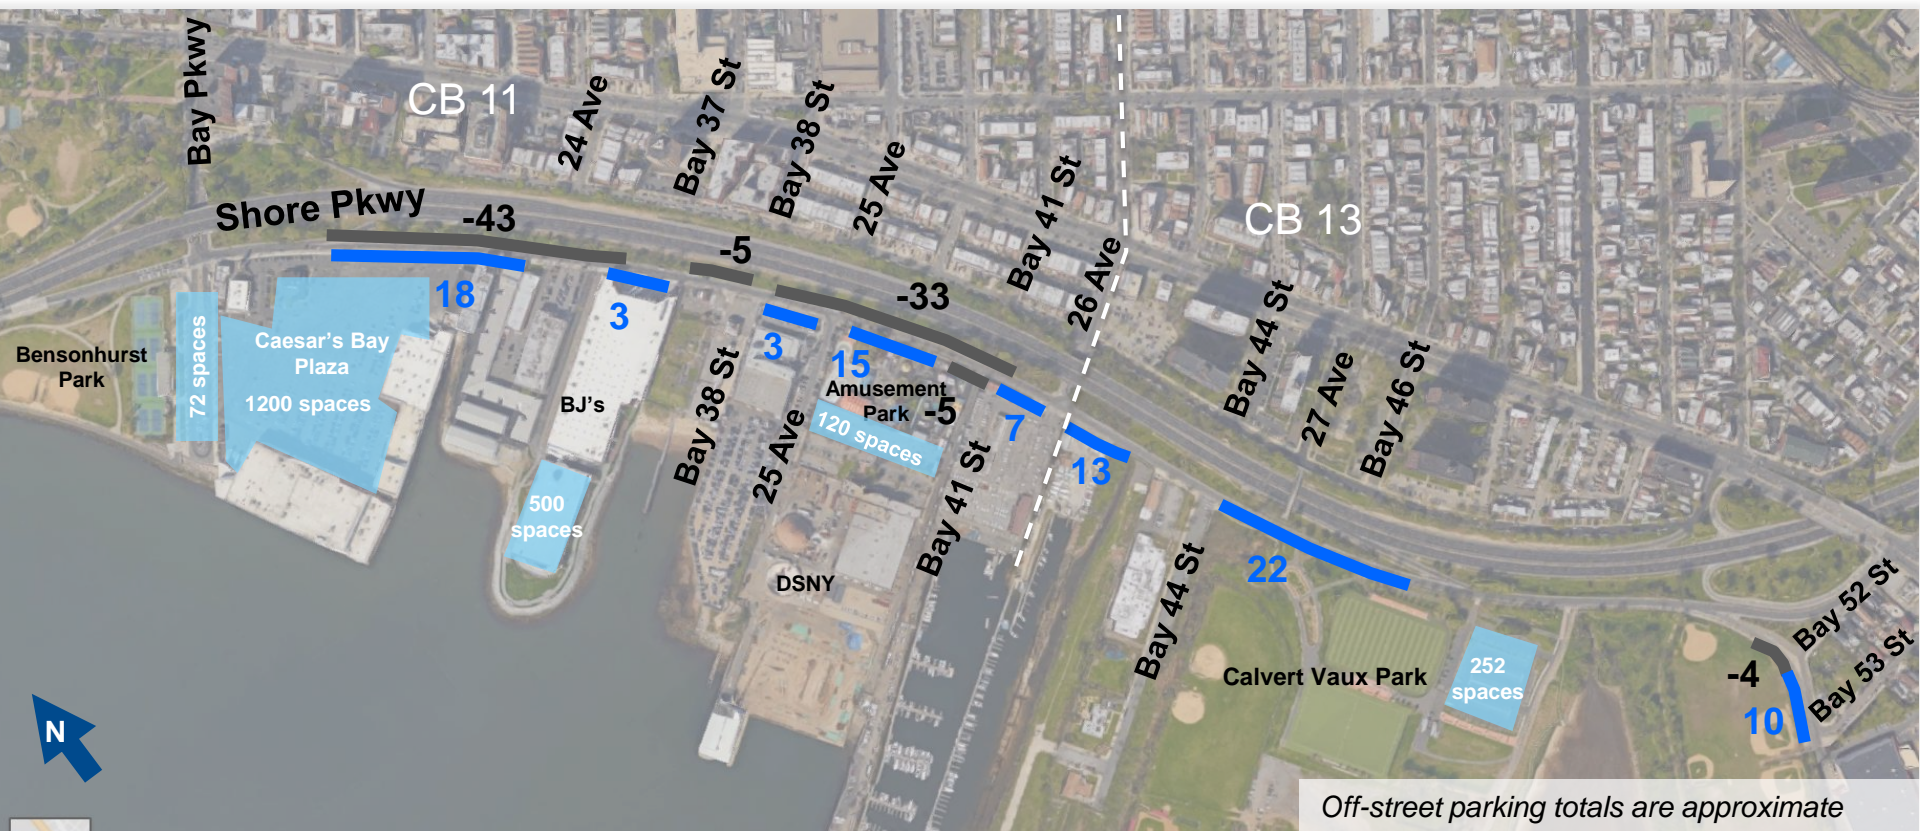 Bay Pkwy
CB 11
24 Ave
Bay 37 St
Bay 38 St
25 Ave
Bay 41 St
26 Ave
CB 13
Shore Pkwy
-43
-5
-33
Bay 44 St
27 Ave
Bay 46 St
18
3
3
15
-5
7
13
22
Bensonhurst
Park
72 spaces
Caesar's Bay
Plaza
1200 spaces
BJ's
500
spaces
Bay 38 St
25 Ave
Amusement
Park
120 spaces
Bay 41 St
DSNY
Bay 44 St
Calvert Vaux Park
252
spaces
Bay 52 St
Bay 53 St
-4
10
N
Off-street parking totals are approximate